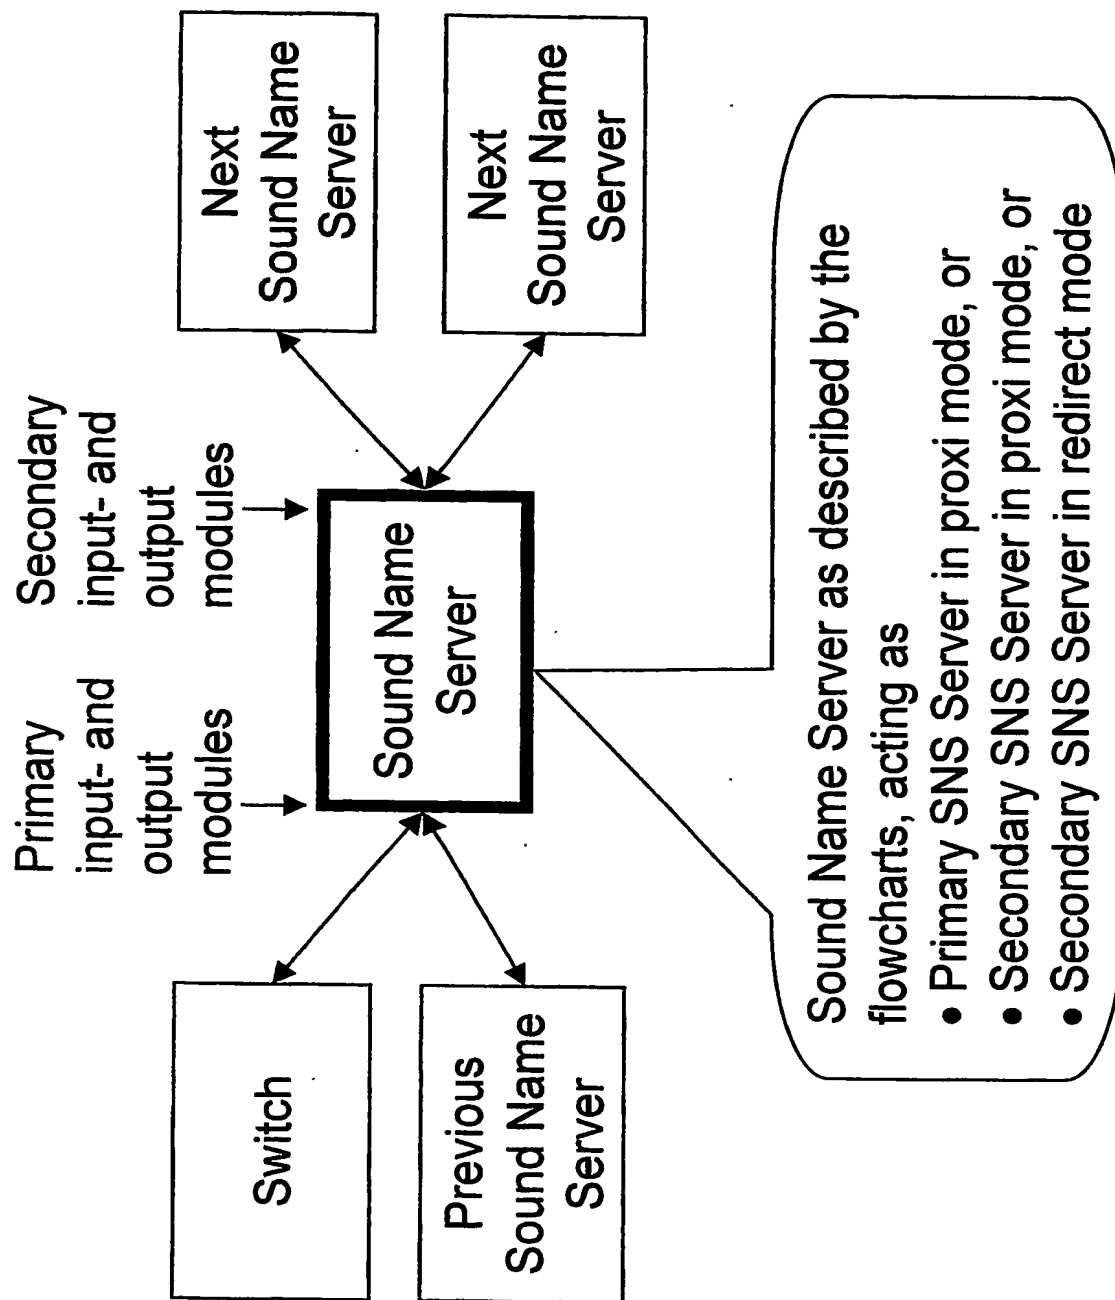 Primary
input- and
output
modules
Secondary
input- and
output
modules
Switch
Previous
Sound Name
Server
Sound Name
Server
Next
Sound Name
Server
Next
Sound Name
Server
Sound Name Server as described by the
flowcharts, acting as
• Primary SNS Server in proxi mode, or
• Secondary SNS Server in proxi mode, or
• Secondary SNS Server in redirect mode